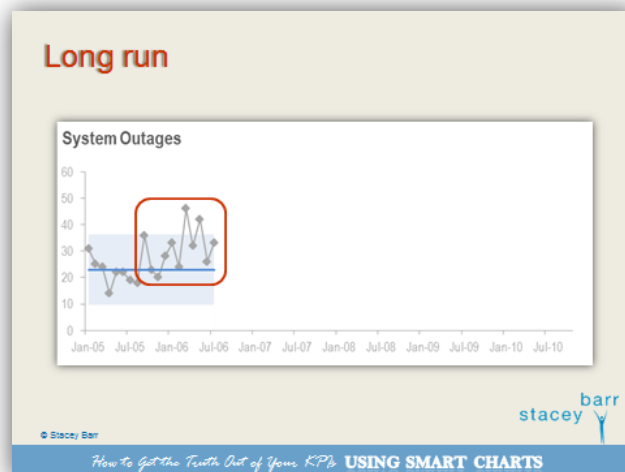 Long run
System Outages
60
50
40
30
20
10
0
Jan-05 Jul-05 Jan-06 Jul-06 Jan-07 Jul-07 Jan-08 Jul-08 Jan-09 Jul-09 Jan-10 Jul-10
barr
stacey
© Stacey Barr
How to Get the Truth Out of Your KPIs USING SMART CHARTS